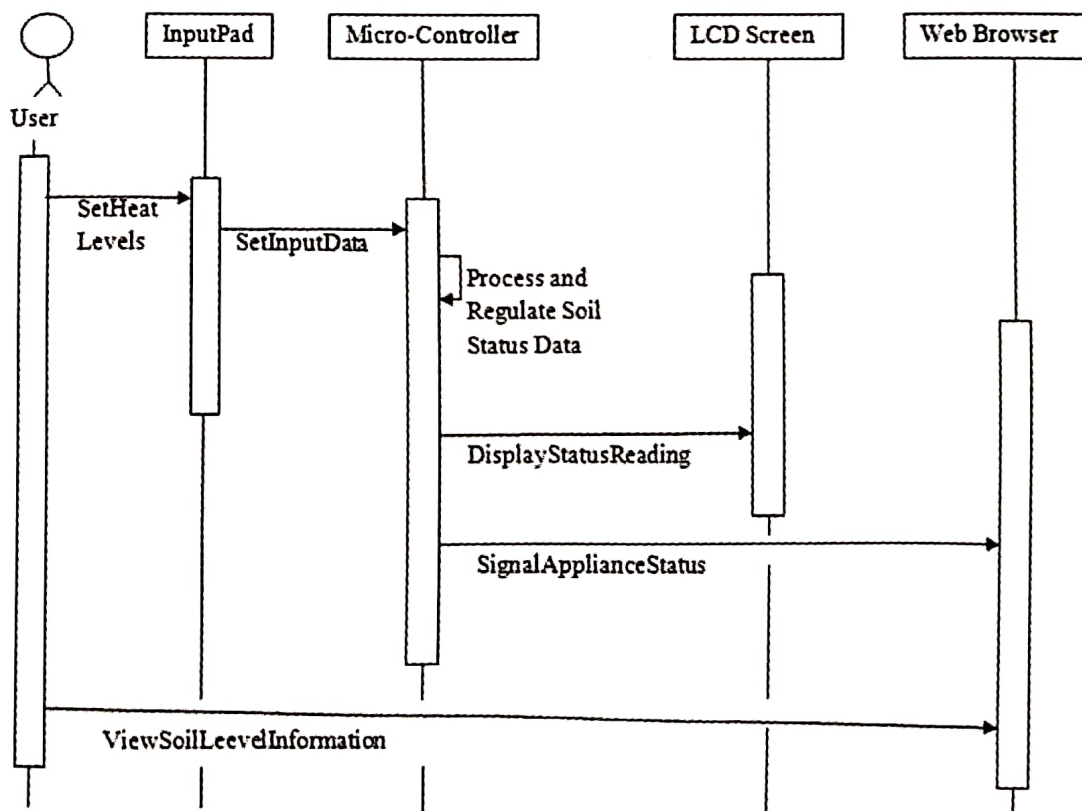 InputPad
Micro-Controller
LCD Screen
Web Browser
User
SetHeat
Levels
SetInputData
Process and
Regulate Soil
Status Data
DisplayStatusReading
SignalApplianceStatus
ViewSoilLeevelInformation